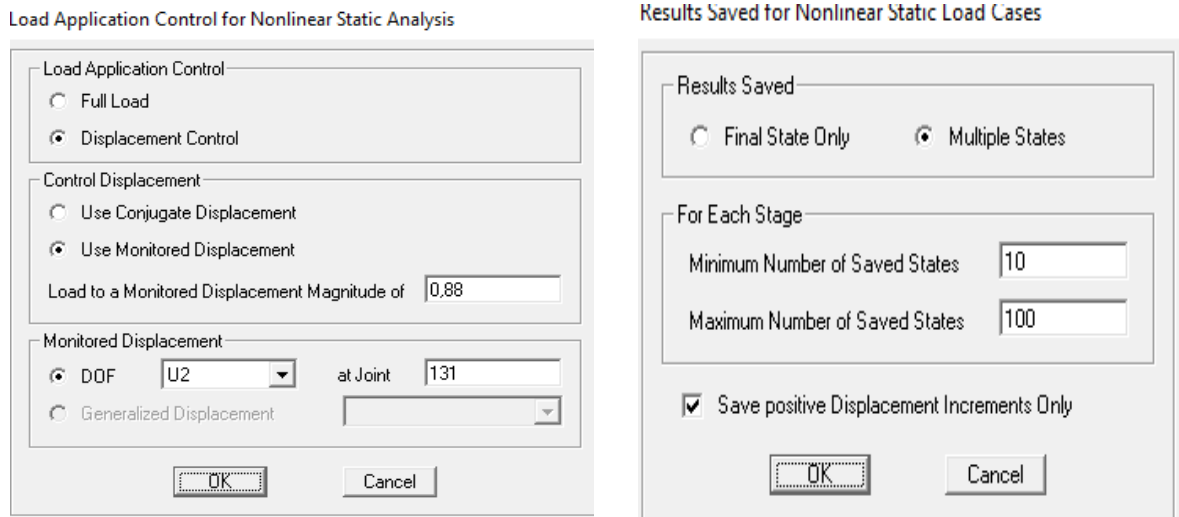 Load Application Control for Nonlinear Static Analysis
Load Application Control
Full Load
Displacement Control
Control Displacement
Use Conjugate Displacement
Use Monitored Displacement
Load to a Monitored Displacement Magnitude of 0,88
Monitored Displacement
DOF U2 at Joint 131
Generalized Displacement
OK Cancel
Results Saved for Nonlinear Static Load Cases
Results Saved
Final State Only Multiple States
For Each Stage
Minimum Number of Saved States 10
Maximum Number of Saved States 100
Save positive Displacement Increments Only
OK Cancel